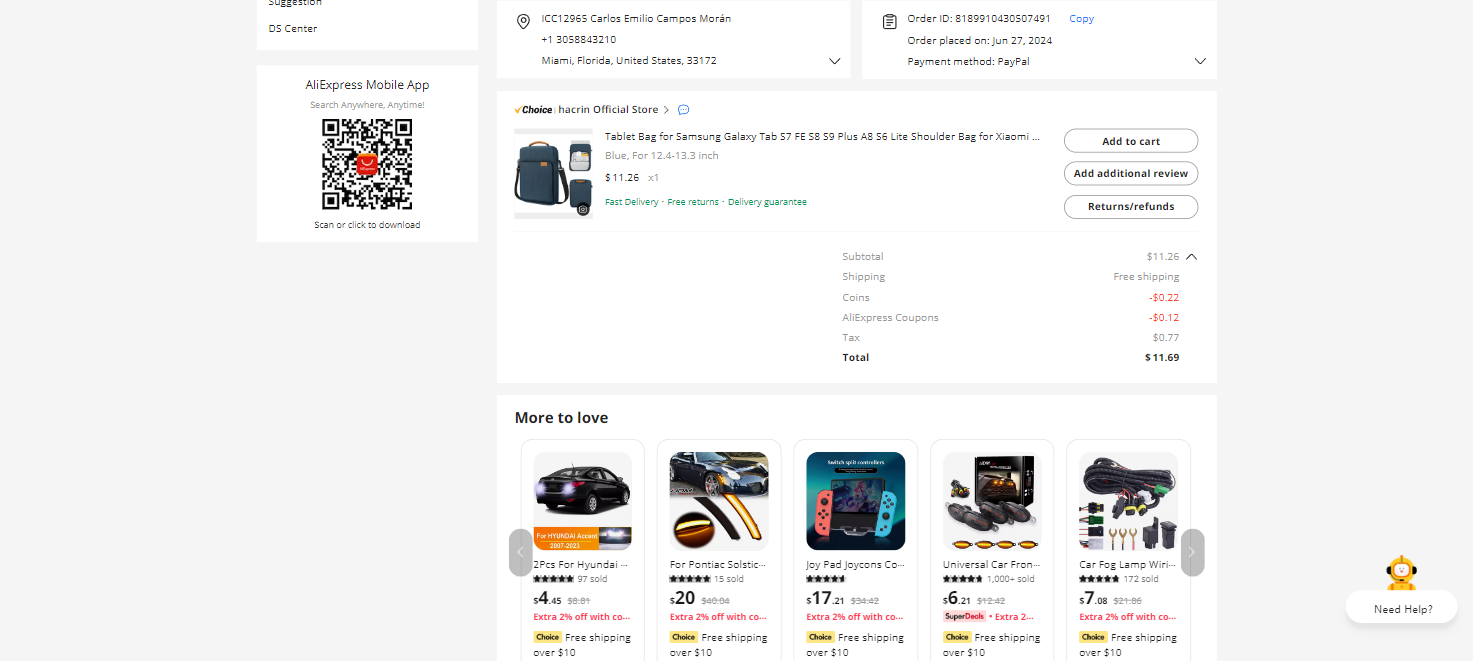 Suggestion
DS Center
AliExpress Mobile App
Search Anywhere, Anytime!
AliExpress
Scan or click to download
ICC12965 Carlos Emilio Campos Morán
+1 3058843210
Miami, Florida, United States, 33172
Order ID: 8189910430507491 Copy
Order placed on: Jun 27, 2024
Payment method: PayPal
Choice hacrin Official Store
Tablet Bag for Samsung Galaxy Tab S7 FE S8 S9 Plus A8 S6 Lite Shoulder Bag for Xiaomi ...
Blue, For 12.4-13.3 inch
$11.26 x1
Fast Delivery · Free returns · Delivery guarantee
Add to cart
Add additional review
Returns/refunds
Subtotal $11.26
Shipping Free shipping
Coins -$0.22
AliExpress Coupons -$0.12
Tax $0.77
Total $11.69
More to love
For HYUNDAI Accent
2007-2023
2Pcs For Hyundai ...
97 sold
$4.45 $8.81
Extra 2% off with co...
Choice Free shipping
over $10
For Pontiac Solstic...
15 sold
$20 $40.04
Extra 2% off with co...
Choice Free shipping
over $10
Switch split controllers
Joy Pad Joycons Co...
$17.21 $34.42
Extra 2% off with co...
Choice Free shipping
over $10
Universal Car Fron...
1,000+ sold
$6.21 $12.42
SuperDeals • Extra 2...
Choice Free shipping
over $10
Car Fog Lamp Wiri...
172 sold
$7.08 $21.86
Extra 2% off with co...
Choice Free shipping
over $10
Need Help?